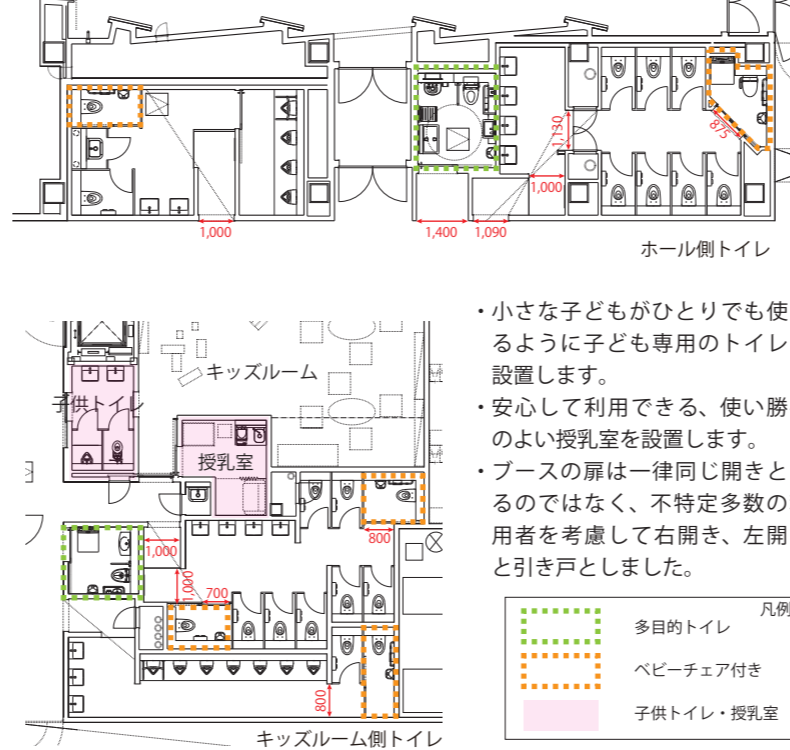 1,130
875
1,000
1,000
1,400
1,090
ホール側トイレ
キッズルーム
子供トイレ
授乳室
1,000
800
1,000
700
800
キッズルーム側トイレ
・小さな子どもがひとりでも使
るように子ども専用のトイレ
設置します。
・安心して利用できる、使い勝
のよい授乳室を設置します。
・ブースの扉は一律同じ開きと
るのではなく、不特定多数の
用者を考慮して右開き、左開
と引き戸としました。
凡例
多目的トイレ
ベビーチェア付き
子供トイレ・授乳室